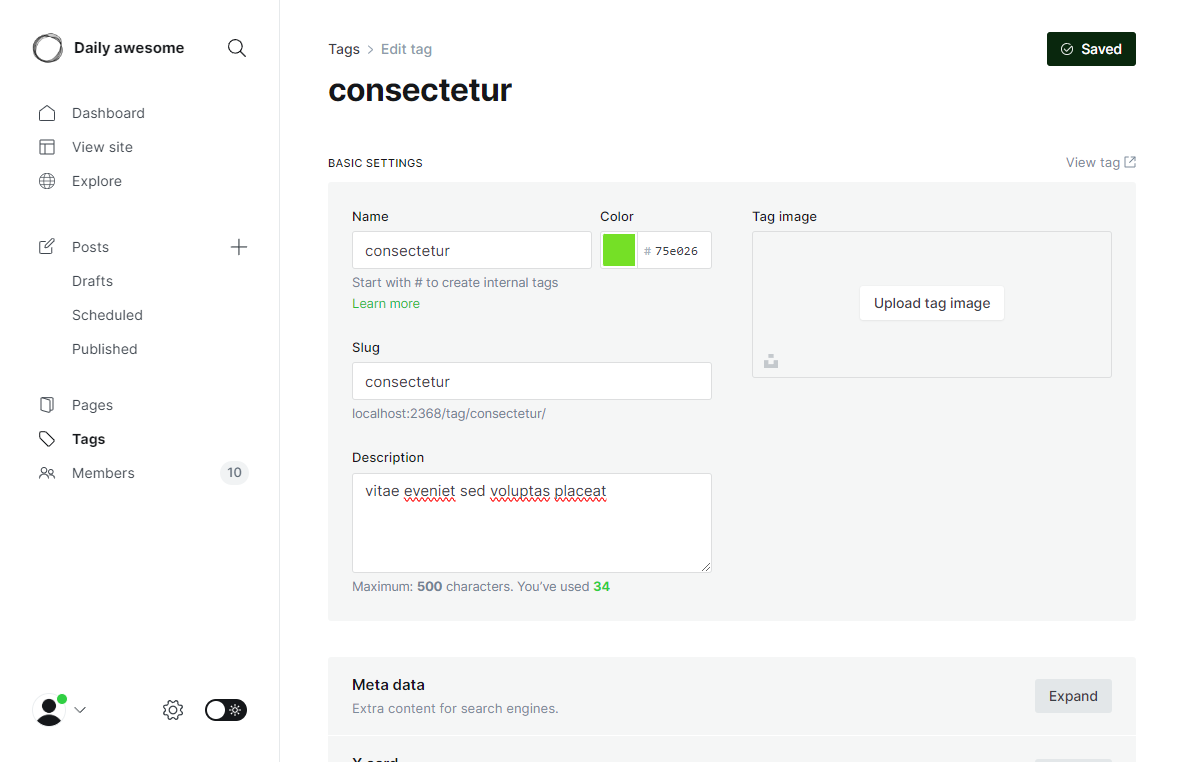 Daily awesome
Dashboard
View site
Explore
Posts
Drafts
Scheduled
Published
Pages
Tags
Members 10
Tags > Edit tag
Saved
consectetur
BASIC SETTINGS
View tag
Name
consectetur
Start with # to create internal tags
Learn more
Color
# 75e026
Slug
consectetur
localhost:2368/tag/consectetur/
Description
vitae eveniet sed voluptas placeat
Maximum: 500 characters. You’ve used 34
Tag image
Upload tag image
Meta data
Extra content for search engines.
Expand
X card